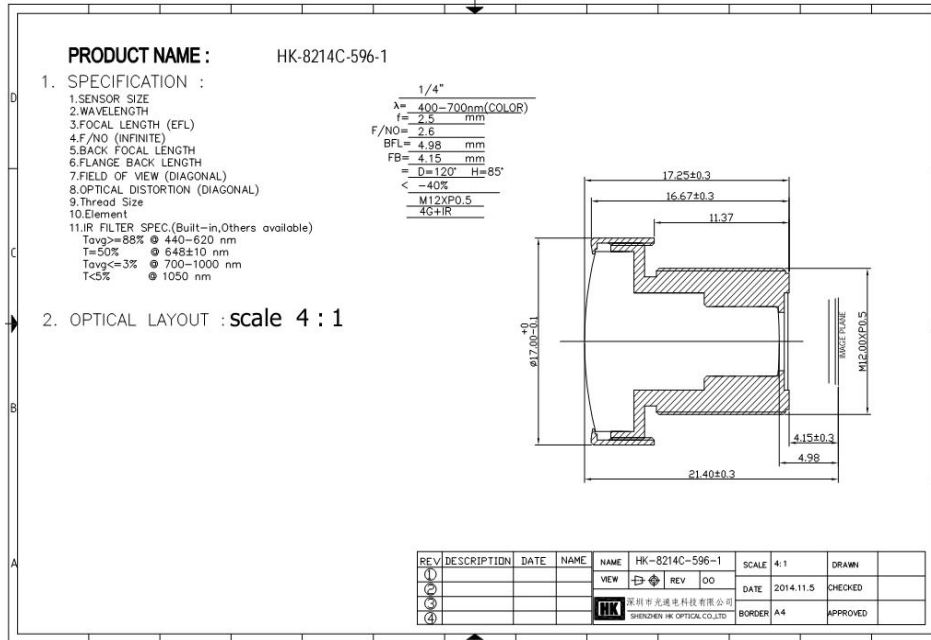 PRODUCT NAME : HK-8214C-596-1
1. SPECIFICATION :
1.SENSOR SIZE 1/4"
2.WAVELENGTH λ= 400-700nm(COLOR)
3.FOCAL LENGTH (EFL) f= 2.5 mm
4.F/NO (INFINITE) F/NO= 2.6
5.BACK FOCAL LENGTH BFL= 4.98 mm
6.FLANGE BACK LENGTH FB= 4.15 mm
7.FIELD OF VIEW (DIAGONAL) = D=120° H=85°
8.OPTICAL DISTORTION (DIAGONAL) < -40%
9.Thread Size M12XP0.5
10.Element 4G+IR
11.IR FILTER SPEC.(Built-in,Others available)
Tavg>=88% @ 440-620 nm
T=50% @ 648±10 nm
Tavg<=3% @ 700-1000 nm
T<5% @ 1050 nm
2. OPTICAL LAYOUT : scale 4 : 1
17.25±0.3
16.67±0.3
11.37
ø17.00+0-0.1
IMAGE PLANE
M12.00XP0.5
4.15±0.3
4.98
21.40±0.3
D
C
B
A
REV DESCRIPTION DATE NAME
1
2
3
4
NAME HK-8214C-596-1 SCALE 4:1 DRAWN
VIEW REV 00 DATE 2014.11.5 CHECKED
HK 深圳市光通电科技有限公司
SHENZHEN HK OPTICAL CO.,LTD BORDER A4 APPROVED